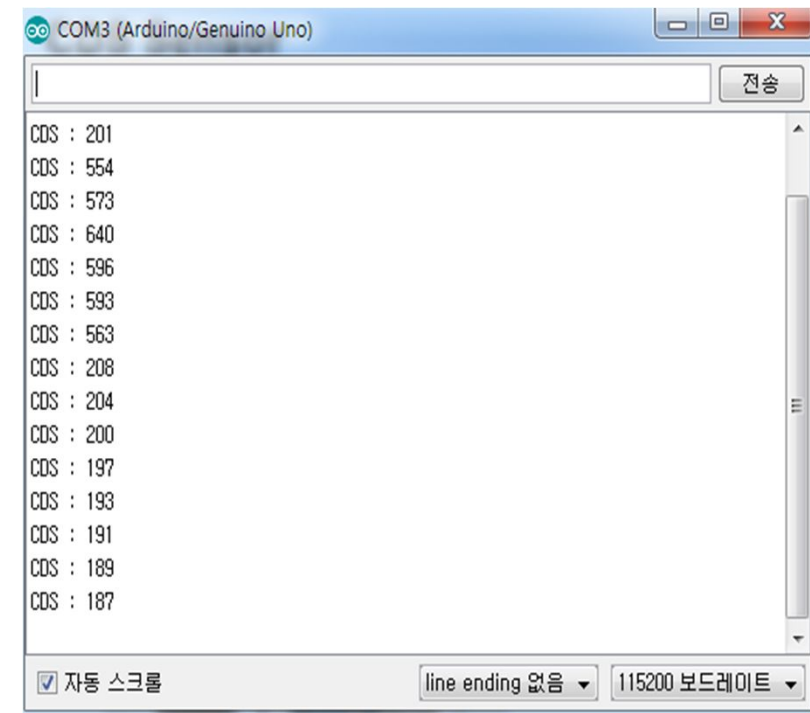 COM3 (Arduino/Genuino Uno)
전송
CDS : 201
CDS : 554
CDS : 573
CDS : 640
CDS : 596
CDS : 593
CDS : 563
CDS : 208
CDS : 204
CDS : 200
CDS : 197
CDS : 193
CDS : 191
CDS : 189
CDS : 187
자동 스크롤
line ending 없음
115200 보드레이트